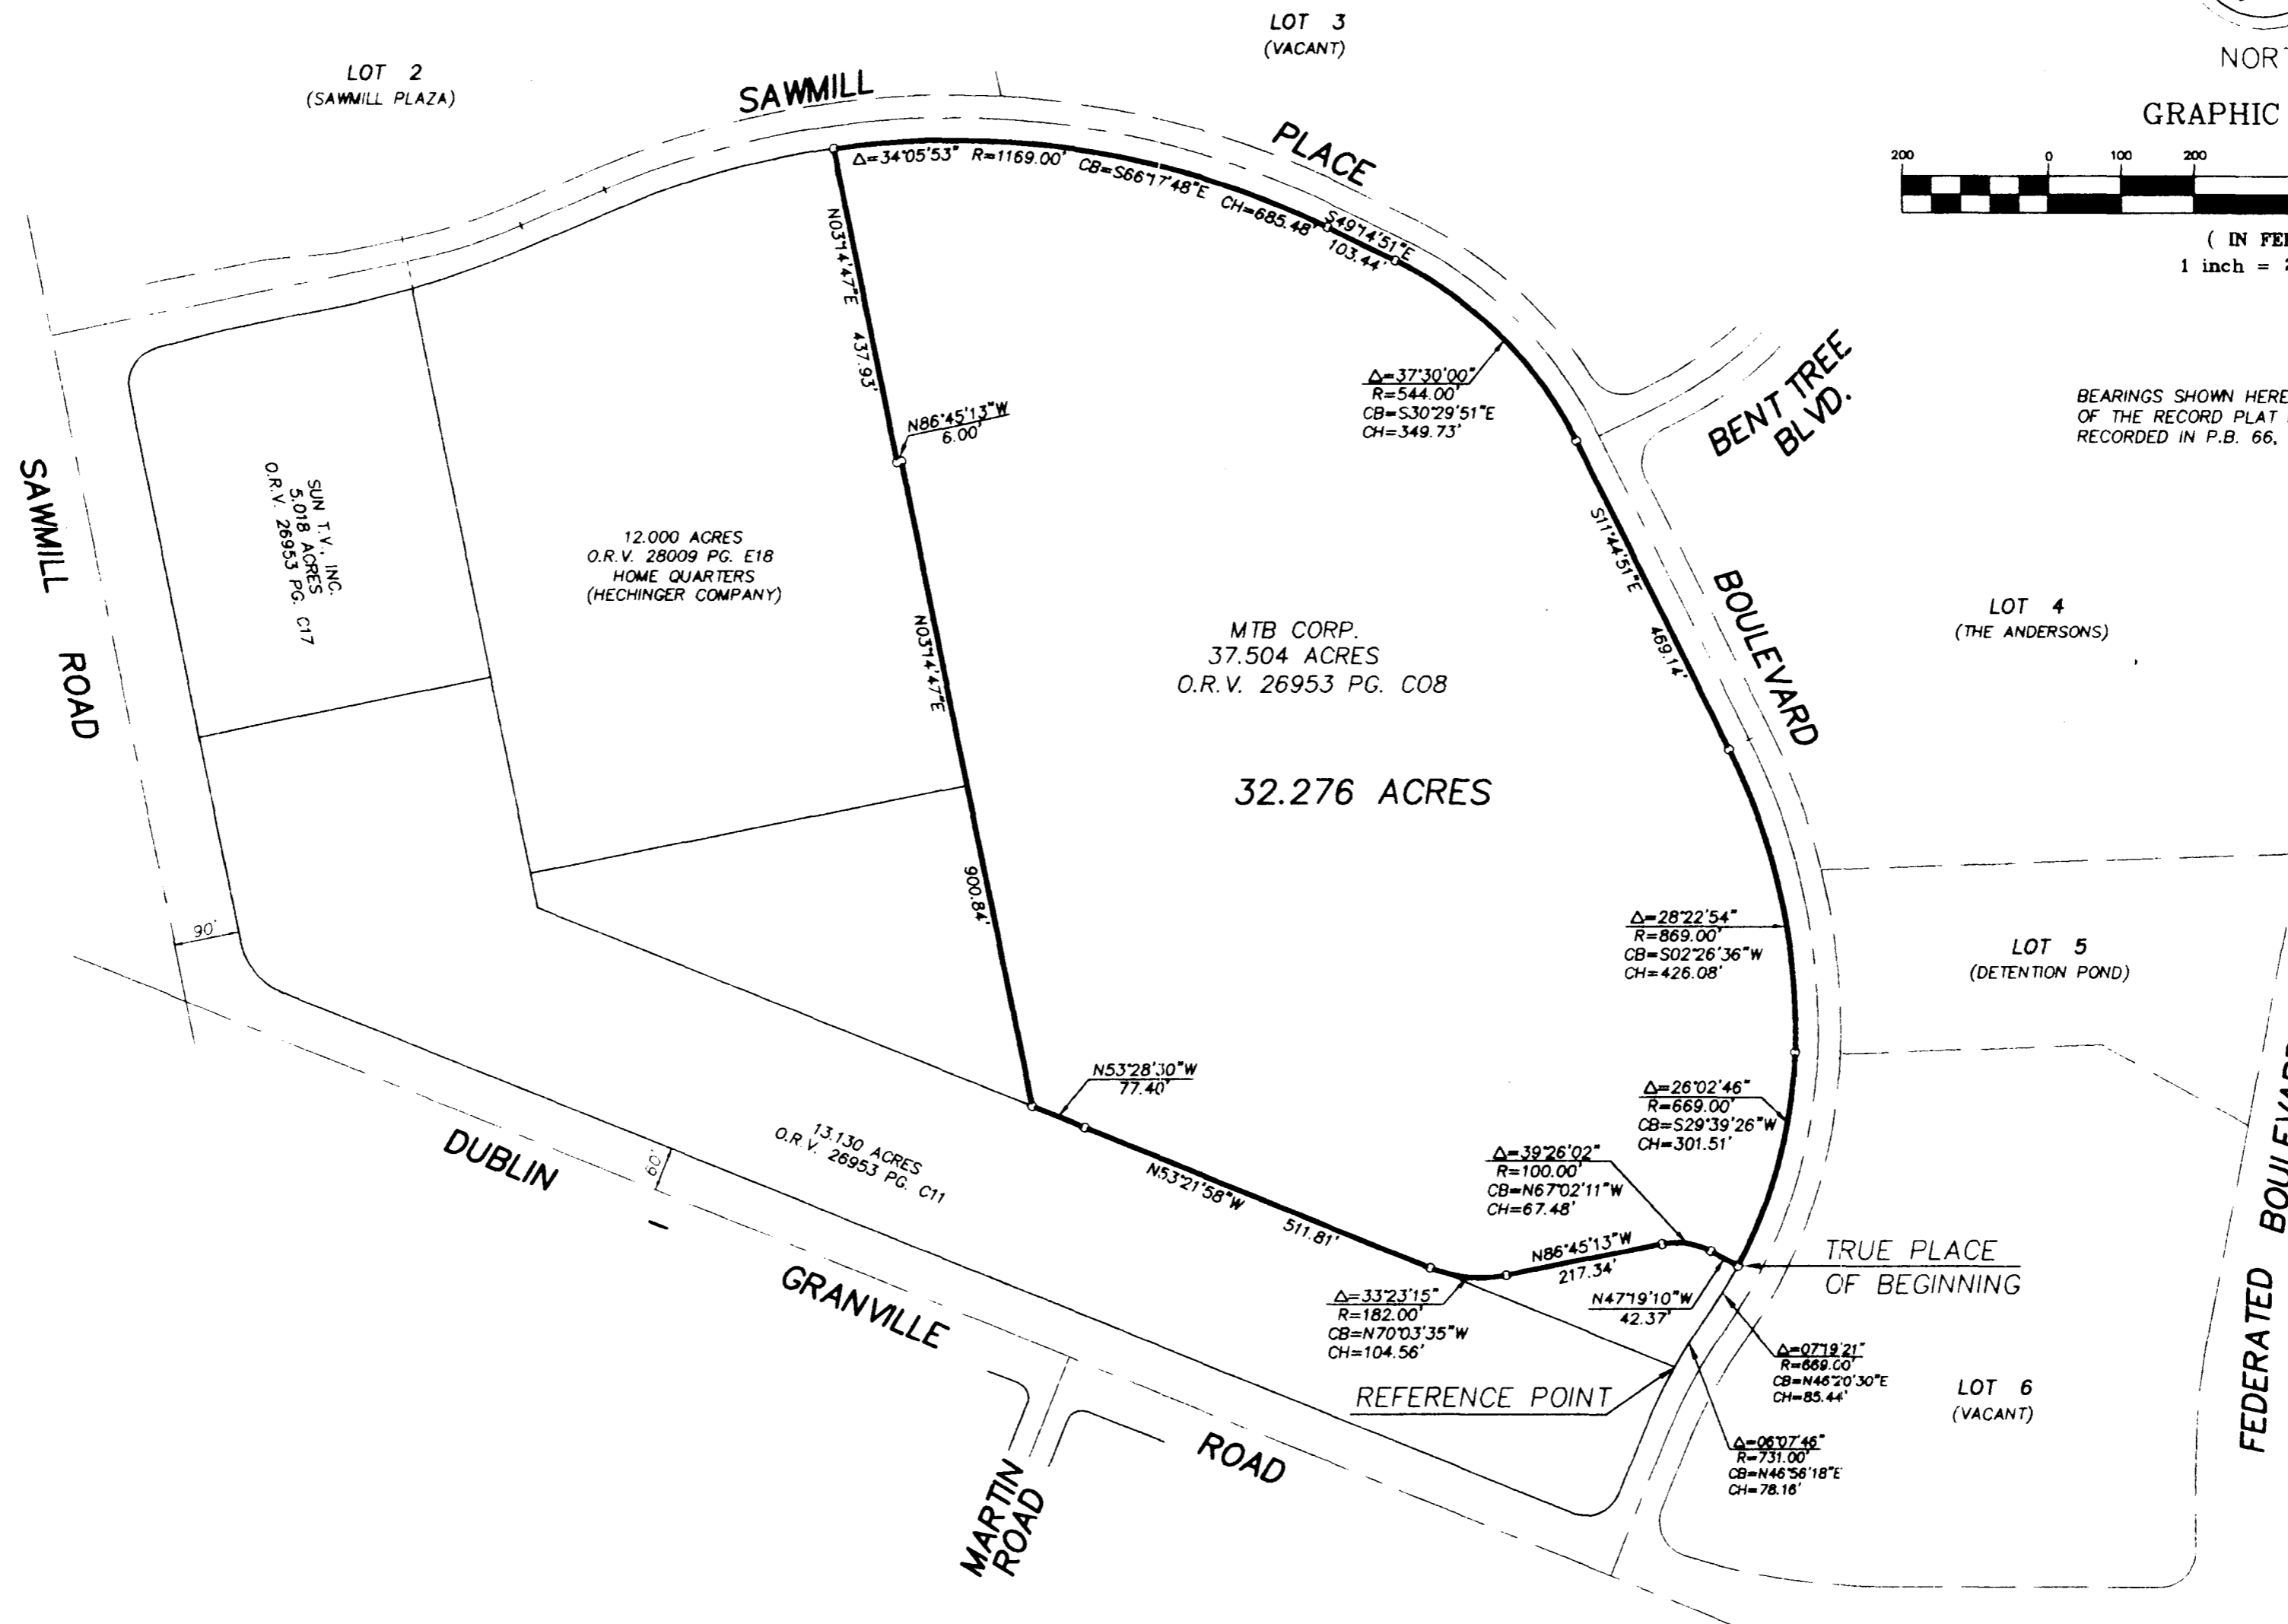 LOT 3
(VACANT)
LOT 2
(SAWMILL PLAZA)
SAWMILL
PLACE
GRAPHIC
200 0 100 200
1 inch =
Δ=34°05'53" R=1169.00' CB=S66°17'48"E CH=685.48'
S49°14'51"E
103.44'
N03°14'47"E 437.93'
N86°45'13"W
6.00'
Δ=37°30'00"
R=544.00'
CB=S30°29'51"E
CH=349.73'
BENT TREE
BLVD.
BEARINGS SHOWN
OF THE RECORD PLAT
RECORDED IN P.B. 66,
SAWMILL ROAD
SUN T.V., INC.
5.018 ACRES
O.R.V. 26953 PG. C17
12.000 ACRES
O.R.V. 28009 PG. E18
HOME QUARTERS
(HECHINGER COMPANY)
N03°14'47"E
900.84'
MTB CORP.
37.504 ACRES
O.R.V. 26953 PG. C08
32.276 ACRES
S11°44'51"E
469.14'
BOULEVARD
LOT 4
(THE ANDERSONS)
Δ=28°22'54"
R=869.00'
CB=S02°26'36"W
CH=426.08'
LOT 5
(DETENTION POND)
90'
N53°28'30"W
77.40'
Δ=26°02'46"
R=669.00'
CB=S29°39'26"W
CH=301.51'
Δ=39°26'02"
R=100.00'
CB=N67°02'11"W
CH=67.48'
13.130 ACRES
O.R.V. 26953 PG. C11
60'
DUBLIN - GRANVILLE ROAD
N53°21'58"W
511.81'
N86°45'13"W
217.34'
TRUE PLACE
OF BEGINNING
Δ=33°23'15"
R=182.00'
CB=N70°03'35"W
CH=104.56'
N47°19'10"W
42.37'
Δ=07°19'21"
R=669.00'
CB=N46°20'30"E
CH=85.44'
REFERENCE POINT
Δ=06°07'46"
R=731.00'
CB=N46°56'18"E
CH=78.16'
LOT 6
(VACANT)
MARTIN
ROAD
FEDERATED BOULEVARD